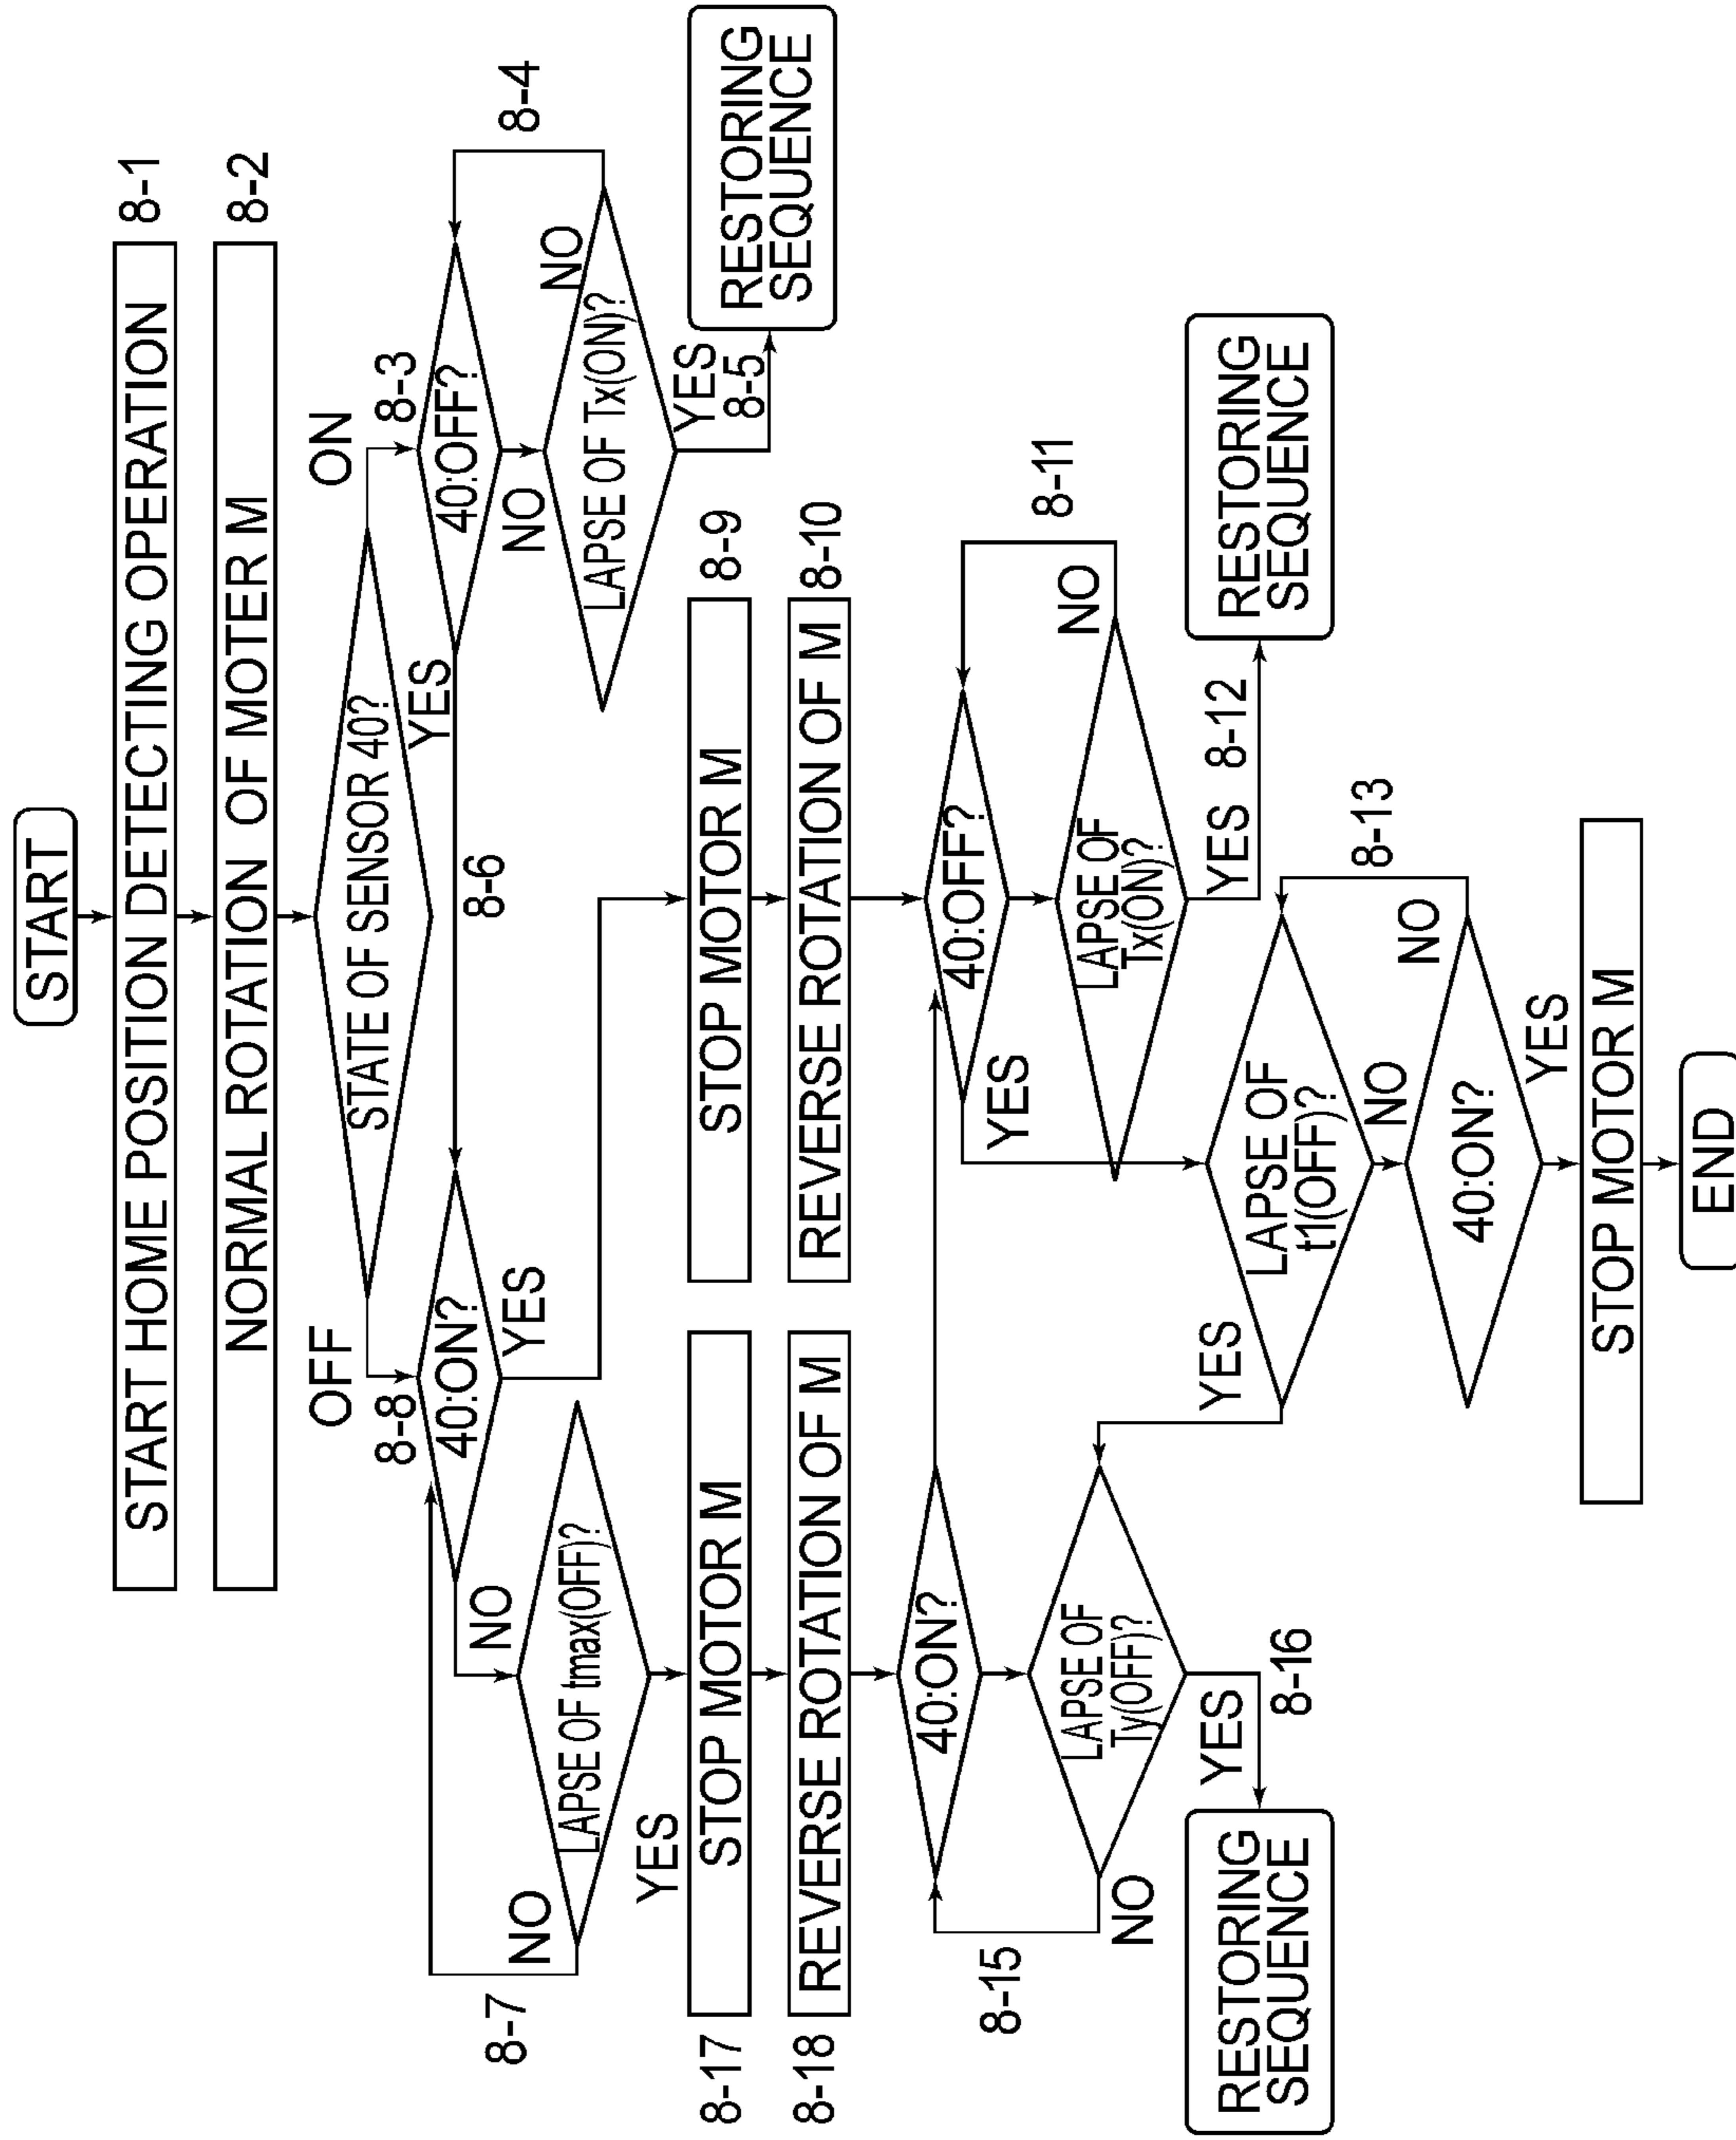 START
START HOME POSITION DETECTING OPERATION
8-1
NORMAL ROTATION OF MOTER M
8-2
STATE OF SENSOR 40?
OFF
ON
8-8
40:ON?
8-6
YES
8-3
40:OFF?
8-4
NO
YES
NO
NO
8-7
NO
LAPSE OF tmax(OFF)?
YES
LAPSE OF Tx(ON)?
YES
8-5
RESTORING
SEQUENCE
8-17
STOP MOTOR M
STOP MOTOR M
8-9
8-18
REVERSE ROTATION OF M
REVERSE ROTATION OF M
8-10
40:ON?
40:OFF?
8-15
NO
LAPSE OF
Ty(OFF)?
YES
LAPSE OF
Tx(ON)?
NO
8-11
YES
8-16
RESTORING
SEQUENCE
YES
8-12
RESTORING
SEQUENCE
YES
LAPSE OF
t1(OFF)?
8-13
NO
NO
40:ON?
YES
STOP MOTOR M
END